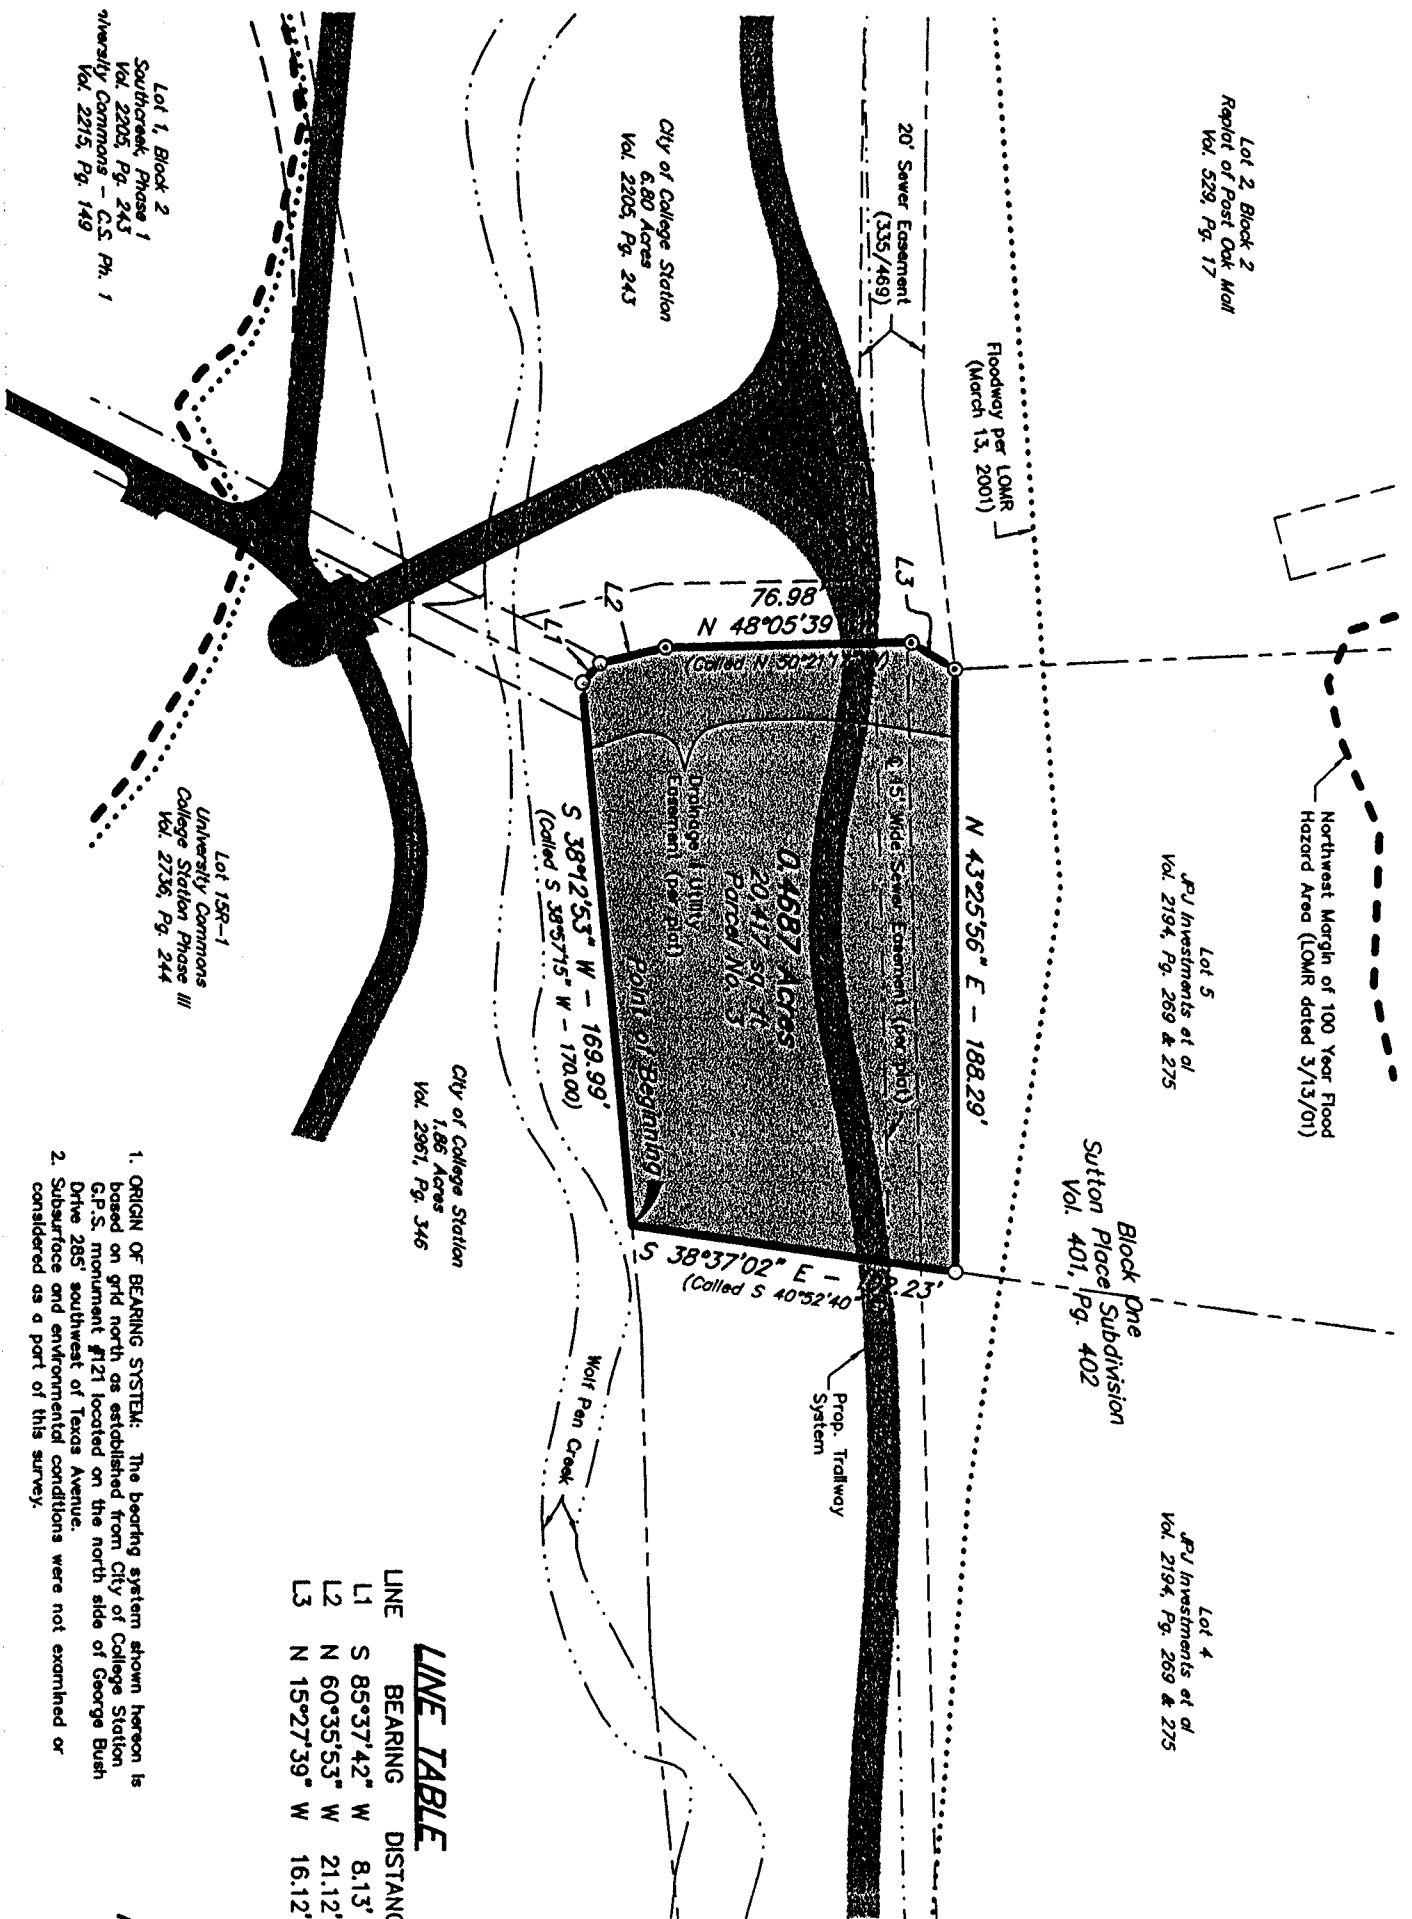 Lot 2, Block 2
Replat of Post Oak Mall
Vol. 529, Pg. 17
20' Sewer Easement
(335/469)
Floodway per LOMR
(March 13, 2001)
City of College Station
6.80 Acres
Vol. 2205, Pg. 243
Lot 1, Block 2
Southcreek, Phase 1
Vol. 2205, Pg. 243
niversity Commons - C.S. Ph. 1
Vol. 2215, Pg. 149
Northwest Margin of 100 Year Flood
Hazard Area (LOMR dated 3/13/01)
Lot 5
JPJ Investments et al
Vol. 2194, Pg. 269 & 275
Block One
Sutton Place Subdivision
Vol. 401, Pg. 402
Lot 4
JPJ Investments et al
Vol. 2194, Pg. 269 & 275
L3
76.98'
N 48°05'39
(Called N 50°21'
L2
L1
N 43°25'56" E - 188.29'
℄ 15' Wide Sewer Easement (per plat)
0.4687 Acres
20,417 sq. ft.
Parcel No. 3
Drainage & Utility
Easement (per plat)
Point of Beginning
S 38°12'53" W - 169.99'
(Called S 38°57'15" W - 170.00)
S 38°37'02" E - .23'
(Called S 40°52'40"
Prop. Trailway
System
Wolf Pen Creek
City of College Station
1.86 Acres
Vol. 2961, Pg. 346
Lot 15R-1
University Commons
College Station Phase III
Vol. 2736, Pg. 244
LINE TABLE
LINE BEARING DISTANC
L1 S 85°37'42" W 8.13'
L2 N 60°35'53" W 21.12'
L3 N 15°27'39" W 16.12'
1. ORIGIN OF BEARING SYSTEM: The bearing system shown hereon is
based on grid north as established from City of College Station
G.P.S. monument #121 located on the north side of George Bush
Drive 285' southwest of Texas Avenue.
2. Subsurface and environmental conditions were not examined or
considered as a part of this survey.